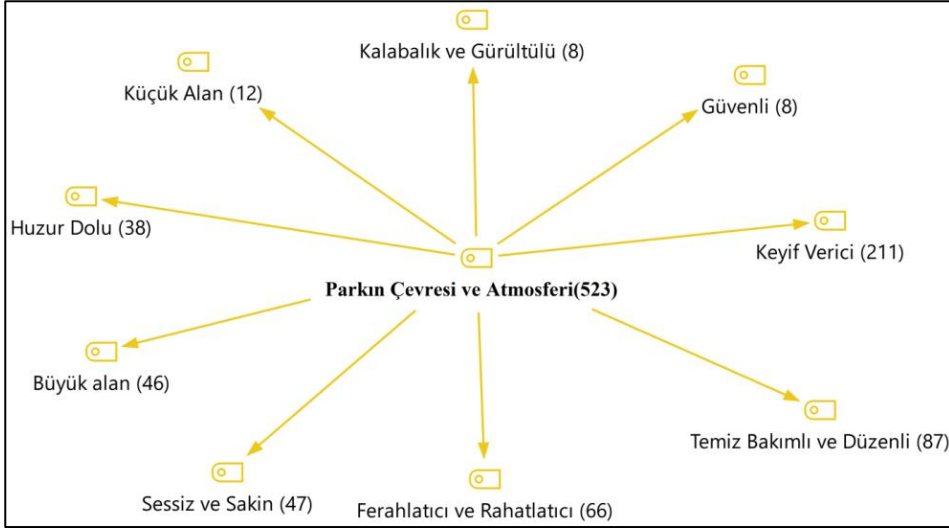 Kalabalık ve Gürültülü (8)
Küçük Alan (12)
Güvenli (8)
Huzur Dolu (38)
Keyif Verici (211)
Parkın Çevresi ve Atmosferi(523)
Büyük alan (46)
Temiz Bakımlı ve Düzenli (87)
Sessiz ve Sakin (47)
Ferahlatıcı ve Rahatlatıcı (66)